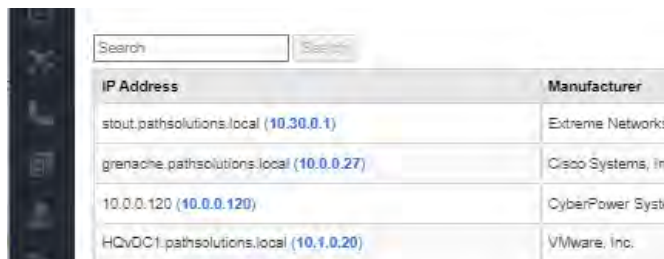 Search Search
IP Address Manufacturer
stout.pathsolutions.local (10.30.0.1) Extreme Networks
grenache.pathsolutions.local (10.0.0.27) Cisco Systems, In
10.0.0.120 (10.0.0.120) CyberPower Syst
HQvDC1.pathsolutions.local (10.1.0.20) VMware, Inc.